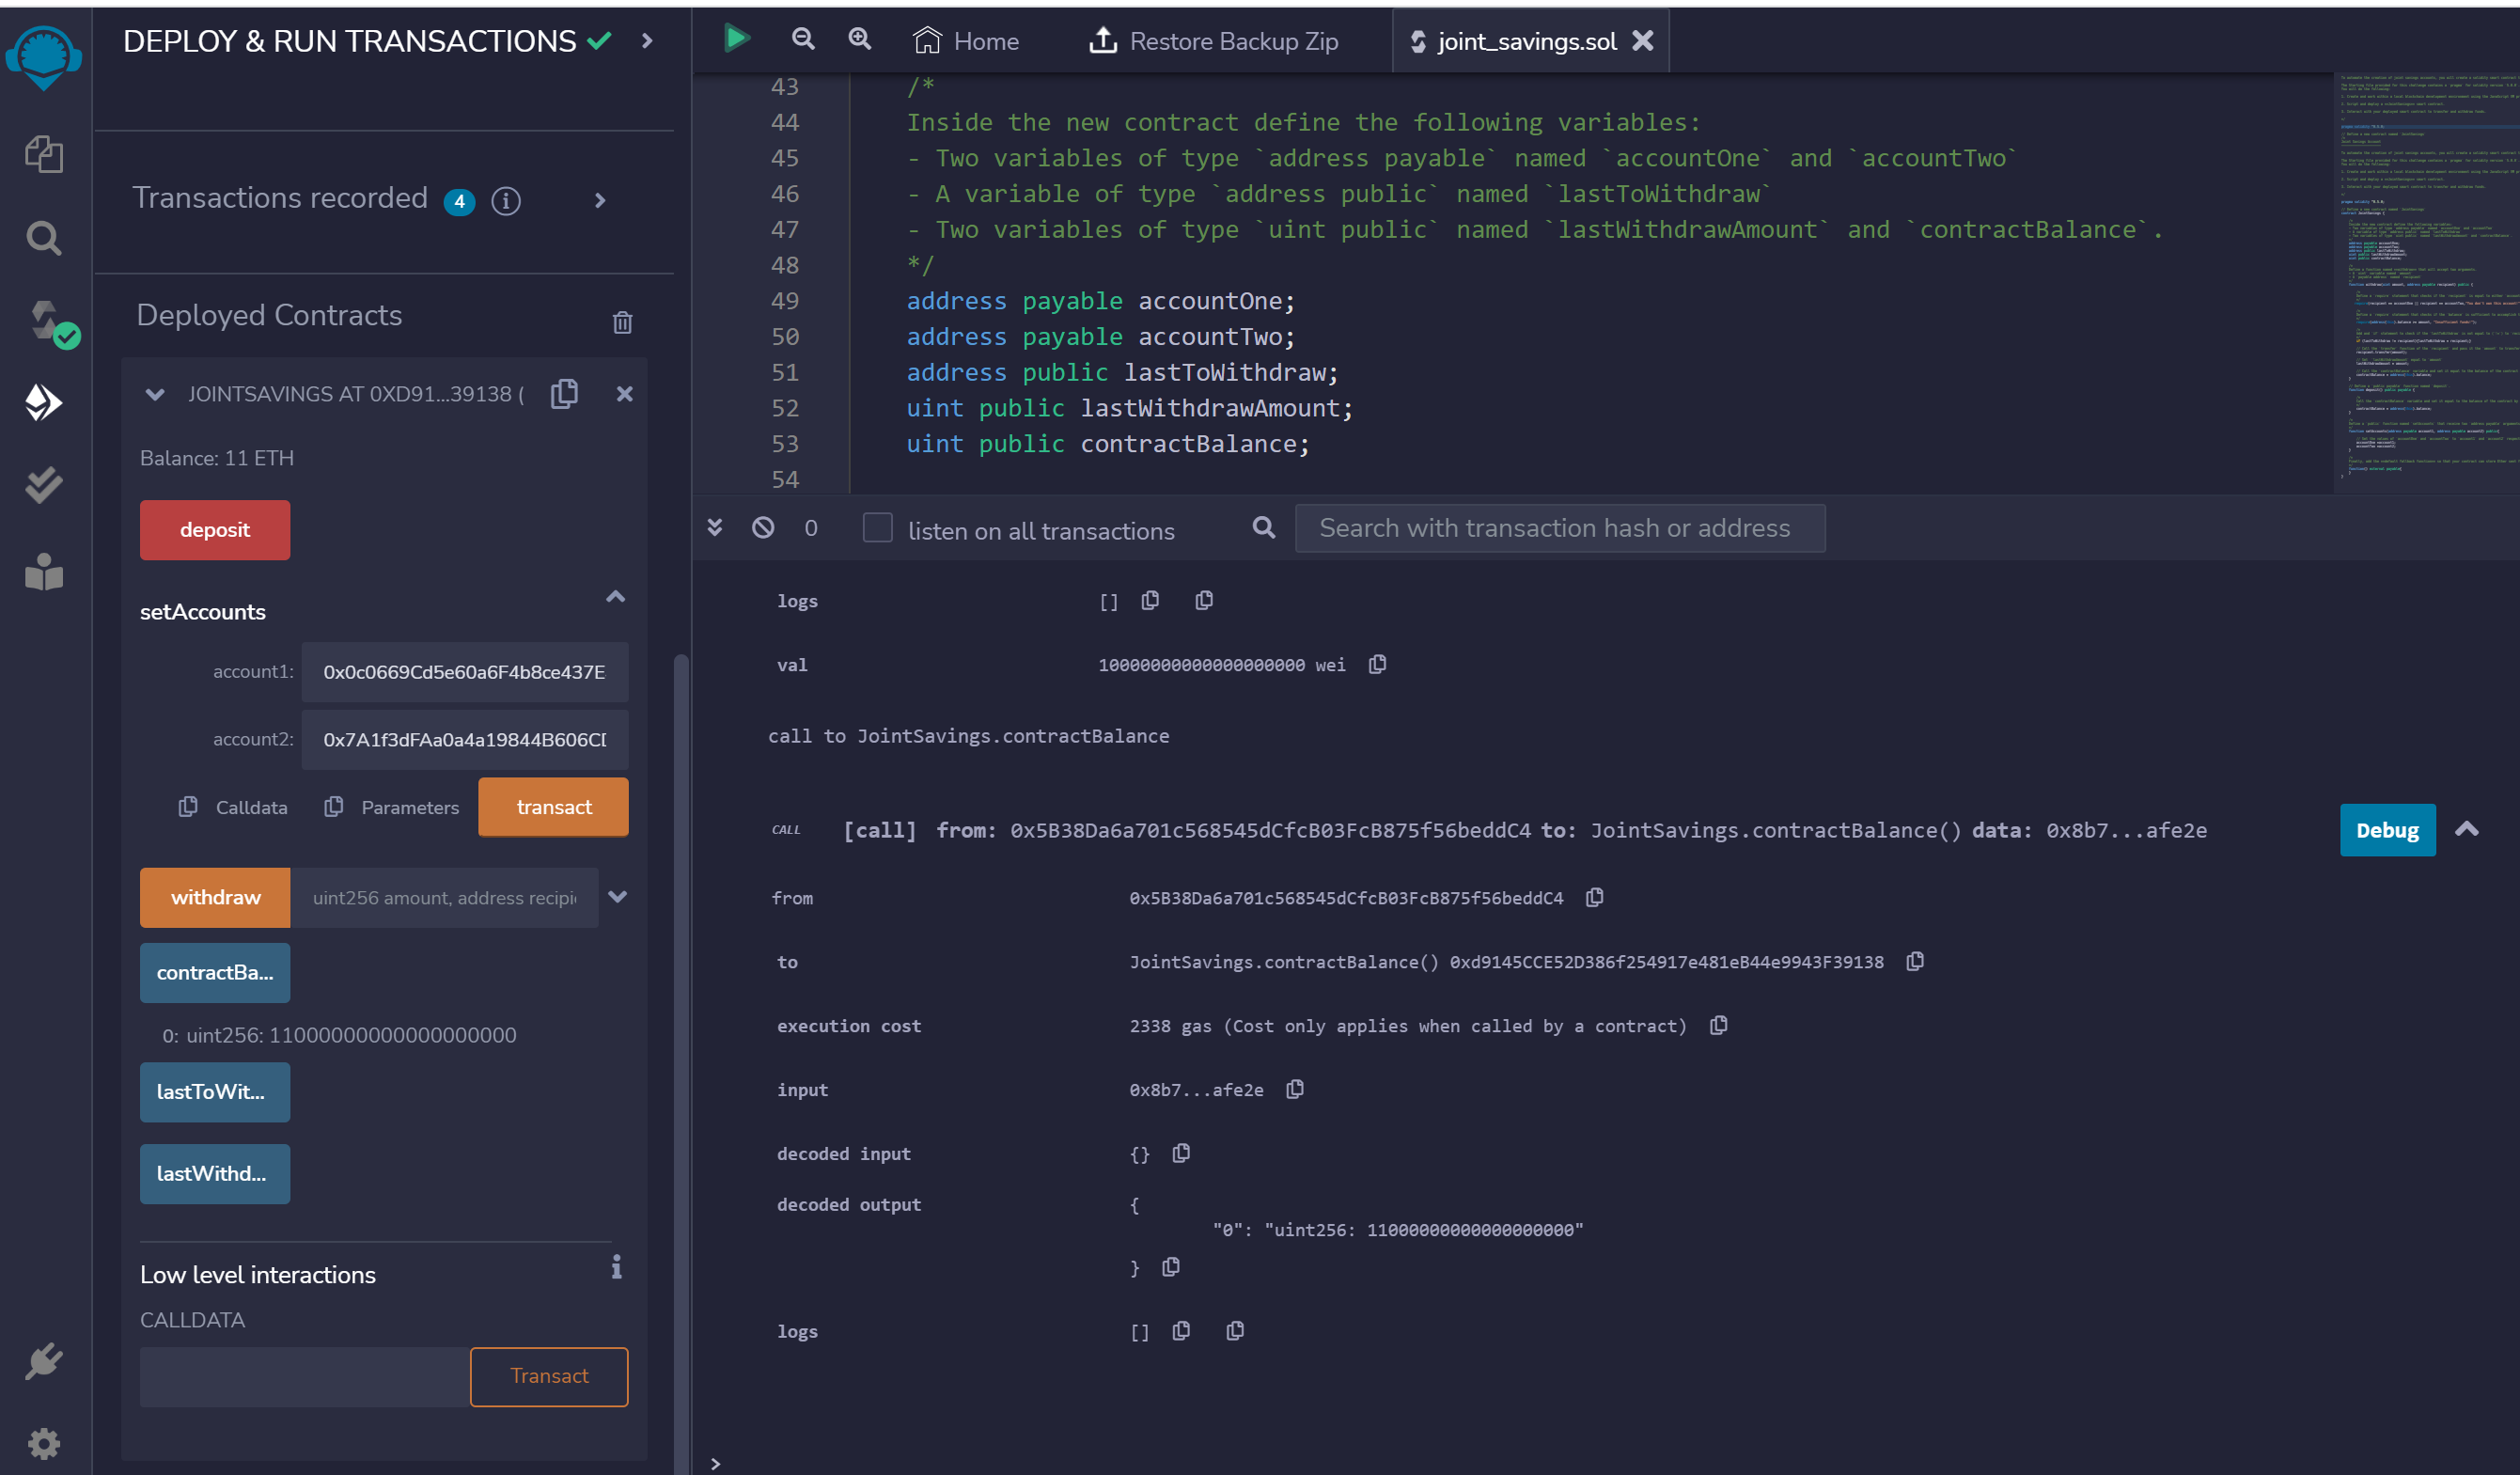 DEPLOY & RUN TRANSACTIONS
Transactions recorded 4 i
Deployed Contracts
JOINTSAVINGS AT 0XD91...39138 (
Balance: 11 ETH
deposit
setAccounts
account1: 0x0c0669Cd5e60a6F4b8ce437E
account2: 0x7A1f3dFAa0a4a19844B606CD
Calldata Parameters transact
withdraw uint256 amount, address recipi
contractBa...
0: uint256: 11000000000000000000
lastToWit...
lastWithd...
Low level interactions i
CALLDATA
Transact
Home Restore Backup Zip joint_savings.sol
43 /*
44 Inside the new contract define the following variables:
45 - Two variables of type `address payable` named `accountOne` and `accountTwo`
46 - A variable of type `address public` named `lastToWithdraw`
47 - Two variables of type `uint public` named `lastWithdrawAmount` and `contractBalance`.
48 */
49 address payable accountOne;
50 address payable accountTwo;
51 address public lastToWithdraw;
52 uint public lastWithdrawAmount;
53 uint public contractBalance;
54
0 listen on all transactions Search with transaction hash or address
logs []
val 10000000000000000000 wei
call to JointSavings.contractBalance
CALL [call] from: 0x5B38Da6a701c568545dCfcB03FcB875f56beddC4 to: JointSavings.contractBalance() data: 0x8b7...afe2e Debug
from 0x5B38Da6a701c568545dCfcB03FcB875f56beddC4
to JointSavings.contractBalance() 0xd9145CCE52D386f254917e481eB44e9943F39138
execution cost 2338 gas (Cost only applies when called by a contract)
input 0x8b7...afe2e
decoded input {}
decoded output {
"0": "uint256: 11000000000000000000"
}
logs []
>